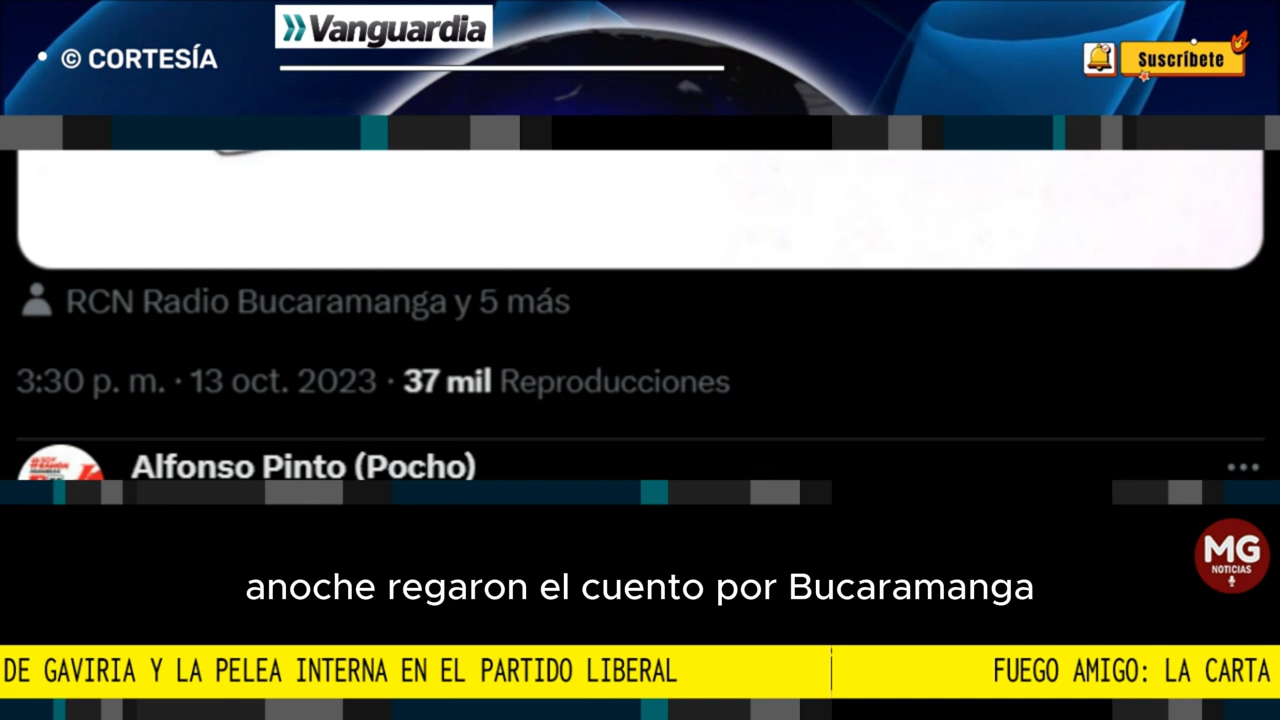 • © CORTESÍA
Vanguardia
Suscríbete
RCN Radio Bucaramanga y 5 más
3:30 p. m. · 13 oct. 2023 · 37 mil Reproducciones
Alfonso Pinto (Pocho)
MG
NOTICIAS
anoche regaron el cuento por Bucaramanga
DE GAVIRIA Y LA PELEA INTERNA EN EL PARTIDO LIBERAL
FUEGO AMIGO: LA CARTA